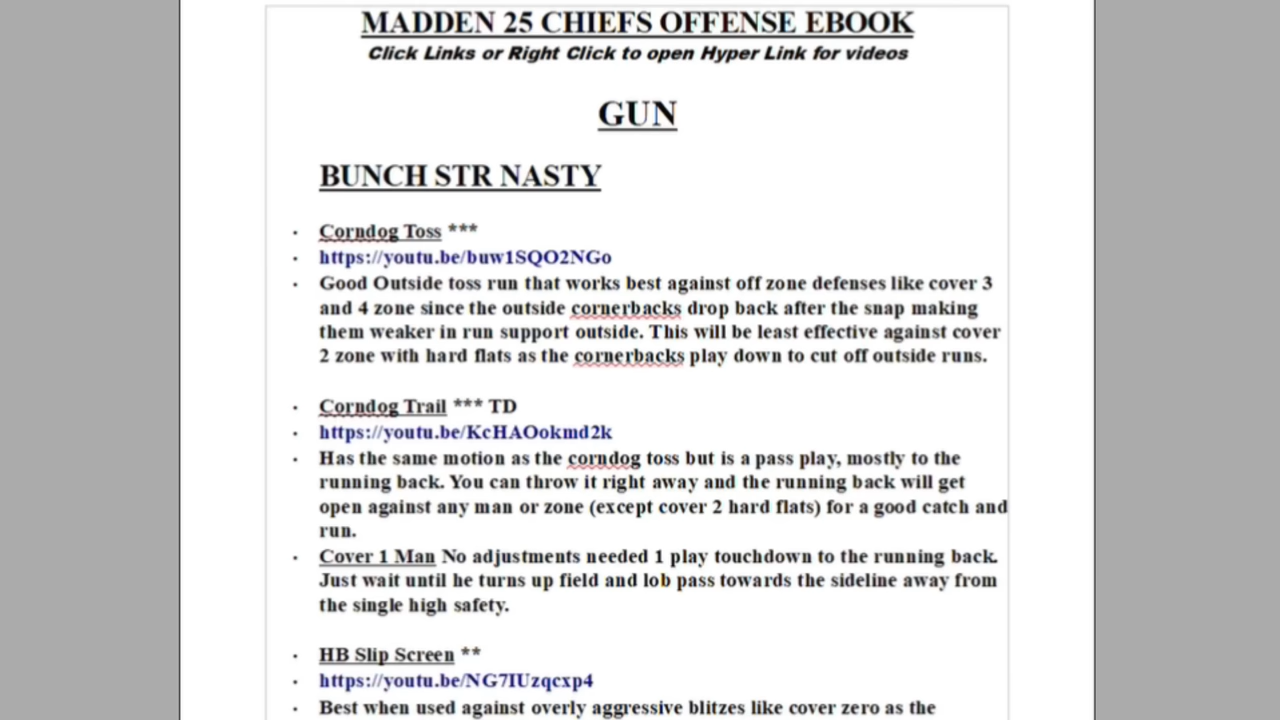 MADDEN 25 CHIEFS OFFENSE EBOOK
Click Links or Right Click to open Hyper Link for videos
GUN
BUNCH STR NASTY
· Corndog Toss ***
· https://youtu.be/buw1SQO2NGo
· Good Outside toss run that works best against off zone defenses like cover 3
and 4 zone since the outside cornerbacks drop back after the snap making
them weaker in run support outside. This will be least effective against cover
2 zone with hard flats as the cornerbacks play down to cut off outside runs.
· Corndog Trail *** TD
· https://youtu.be/KcHAOokmd2k
· Has the same motion as the corndog toss but is a pass play, mostly to the
running back. You can throw it right away and the running back will get
open against any man or zone (except cover 2 hard flats) for a good catch and
run.
· Cover 1 Man No adjustments needed 1 play touchdown to the running back.
Just wait until he turns up field and lob pass towards the sideline away from
the single high safety.
· HB Slip Screen **
· https://youtu.be/NG7IUzqcxp4
· Best when used against overly aggressive blitzes like cover zero as the